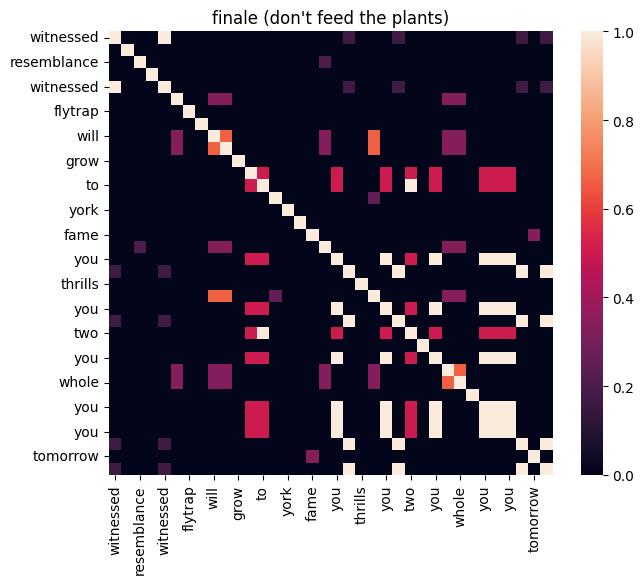 finale (don't feed the plants)
witnessed
resemblance
witnessed
flytrap
will
grow
to
york
fame
you
thrills
you
two
you
whole
you
you
tomorrow
1.0
0.8
0.6
0.4
0.2
0.0
witnessed
resemblance
witnessed
flytrap
will
grow
to
york
fame
you
thrills
you
two
you
whole
you
you
tomorrow